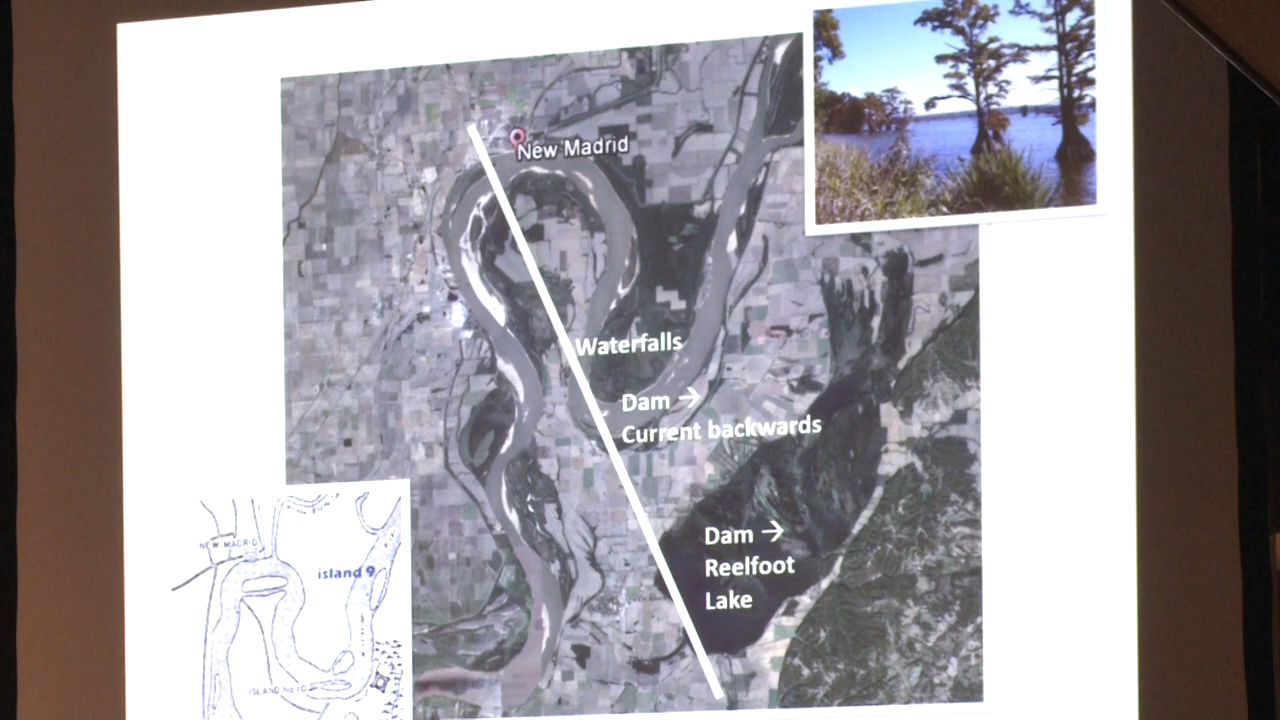 New Madrid
Waterfalls
Dam →
Current backwards
Dam →
Reelfoot
Lake
NEW MADRID
island 9
ISLAND No 10